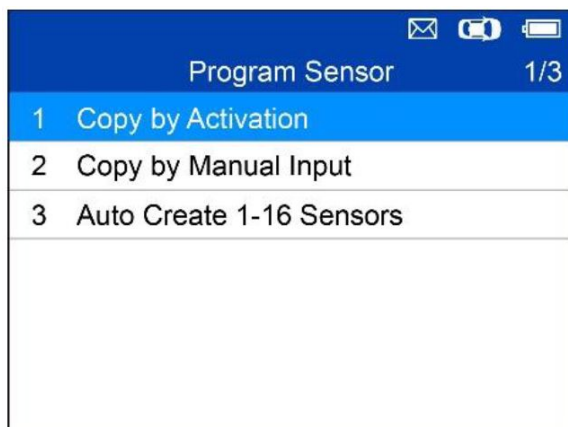 Program Sensor 1/3
1 Copy by Activation
2 Copy by Manual Input
3 Auto Create 1-16 Sensors